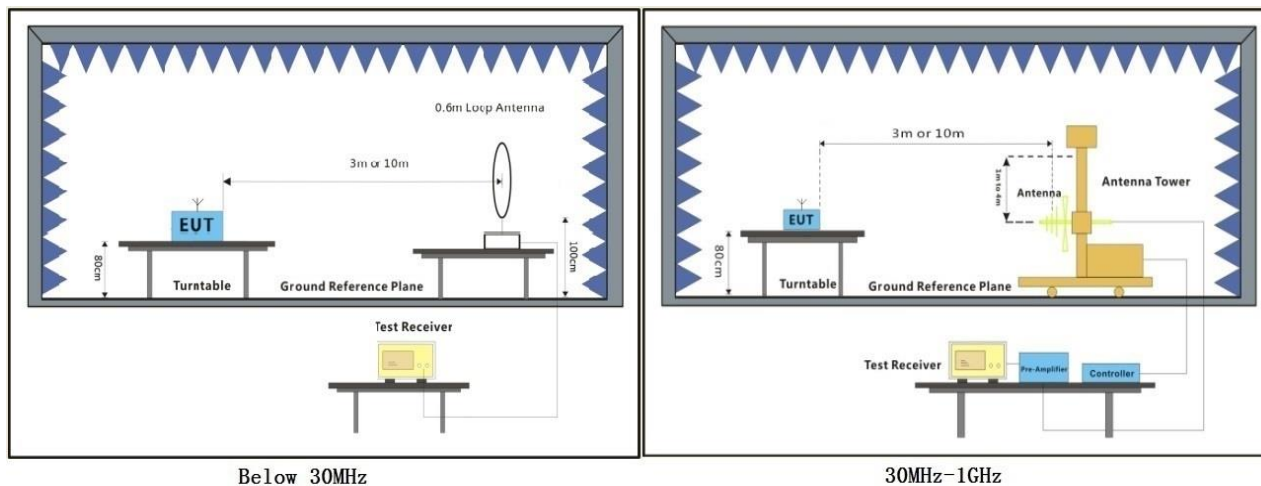 0.6m Loop Antenna
3m or 10m
EUT
80cm
100cm
Turntable
Ground Reference Plane
Test Receiver
Below 30MHz
3m or 10m
1m to 4m
Antenna
Antenna Tower
EUT
80cm
Turntable
Ground Reference Plane
Test Receiver
Pre-Amplifier
Controller
30MHz-1GHz